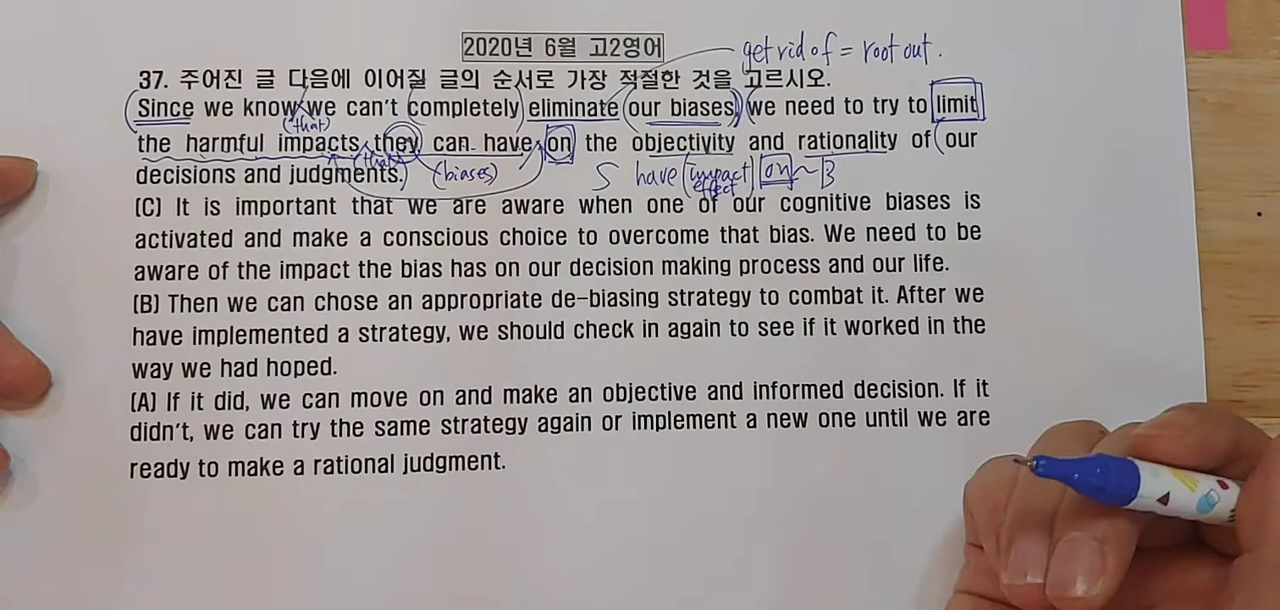 2020년 6월 고2영어
get rid of = root out.
37. 주어진 글 다음에 이어질 글의 순서로 가장 적절한 것을 고르시오.
Since we know we can't completely eliminate our biases, we need to try to limit
(that)
the harmful impacts they can have on the objectivity and rationality of our
(that)
decisions and judgments. (biases) S have impact on ~ B
effect
(C) It is important that we are aware when one of our cognitive biases is
activated and make a conscious choice to overcome that bias. We need to be
aware of the impact the bias has on our decision making process and our life.
(B) Then we can chose an appropriate de-biasing strategy to combat it. After we
have implemented a strategy, we should check in again to see if it worked in the
way we had hoped.
(A) If it did, we can move on and make an objective and informed decision. If it
didn't, we can try the same strategy again or implement a new one until we are
ready to make a rational judgment.